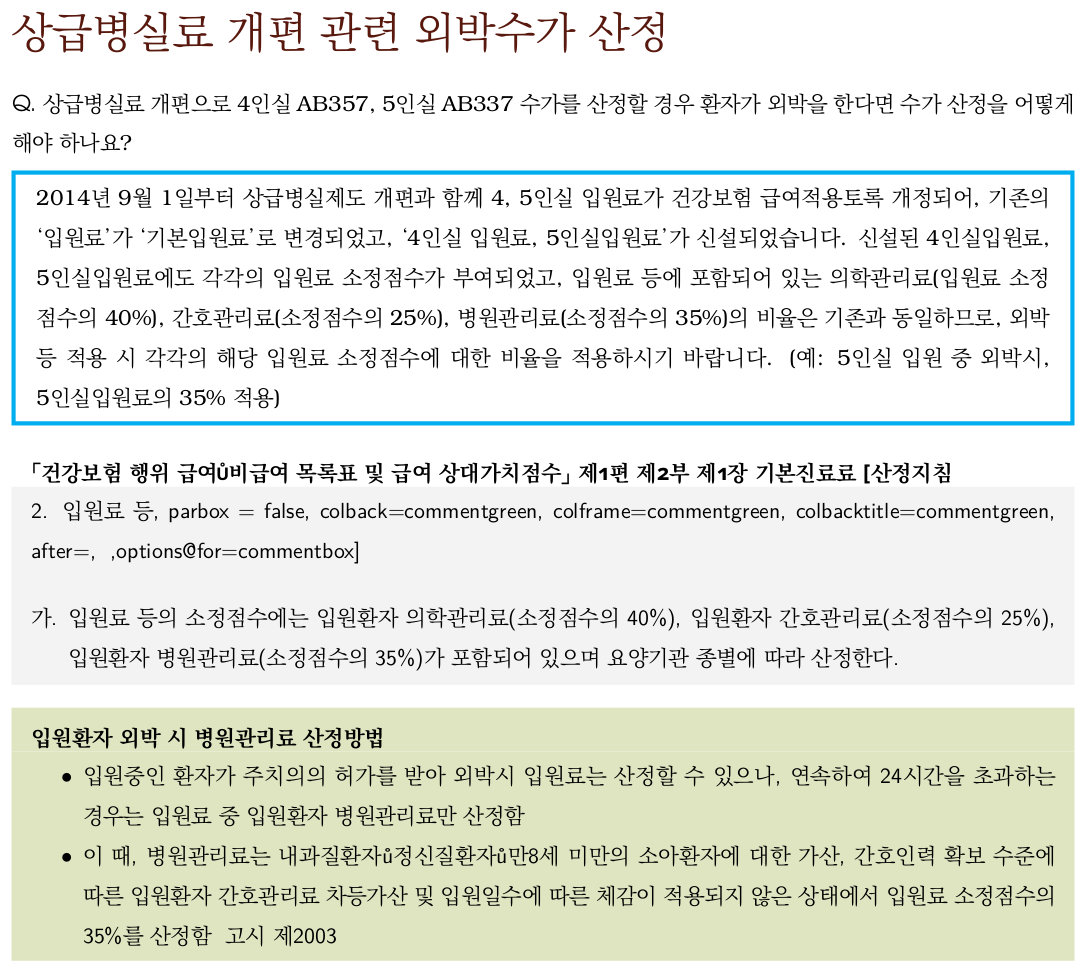 상급병실료 개편 관련 외박수가 산정
Q. 상급병실료 개편으로 4인실 AB357, 5인실 AB337 수가를 산정할 경우 환자가 외박을 한다면 수가 산정을 어떻게
해야 하나요?
2014년 9월 1일부터 상급병실제도 개편과 함께 4, 5인실 입원료가 건강보험 급여적용토록 개정되어, 기존의
‘입원료’가 ‘기본입원료’로 변경되었고, ‘4인실 입원료, 5인실입원료’가 신설되었습니다. 신설된 4인실입원료,
5인실입원료에도 각각의 입원료 소정점수가 부여되었고, 입원료 등에 포함되어 있는 의학관리료(입원료 소정
점수의 40%), 간호관리료(소정점수의 25%), 병원관리료(소정점수의 35%)의 비율은 기존과 동일하므로, 외박
등 적용 시 각각의 해당 입원료 소정점수에 대한 비율을 적용하시기 바랍니다. (예: 5인실 입원 중 외박시,
5인실입원료의 35% 적용)
「건강보험 행위 급여ů비급여 목록표 및 급여 상대가치점수」 제1편 제2부 제1장 기본진료료 [산정지침
2. 입원료 등, parbox = false, colback=commentgreen, colframe=commentgreen, colbacktitle=commentgreen,
after=, ,options@for=commentbox]
가. 입원료 등의 소정점수에는 입원환자 의학관리료(소정점수의 40%), 입원환자 간호관리료(소정점수의 25%),
입원환자 병원관리료(소정점수의 35%)가 포함되어 있으며 요양기관 종별에 따라 산정한다.
입원환자 외박 시 병원관리료 산정방법
• 입원중인 환자가 주치의의 허가를 받아 외박시 입원료는 산정할 수 있으나, 연속하여 24시간을 초과하는
경우는 입원료 중 입원환자 병원관리료만 산정함
• 이 때, 병원관리료는 내과질환자ů정신질환자ů만8세 미만의 소아환자에 대한 가산, 간호인력 확보 수준에
따른 입원환자 간호관리료 차등가산 및 입원일수에 따른 체감이 적용되지 않은 상태에서 입원료 소정점수의
35%를 산정함 고시 제2003